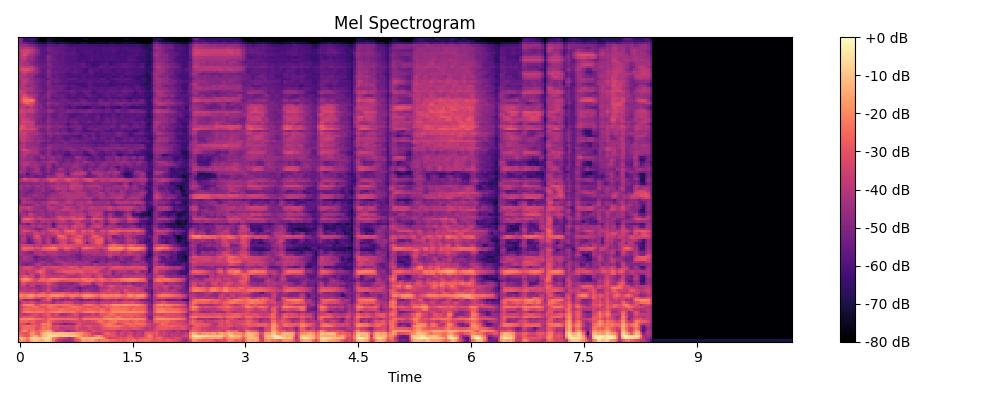 Mel Spectrogram
+0 dB
-10 dB
-20 dB
-30 dB
-40 dB
-50 dB
-60 dB
-70 dB
-80 dB
0 1.5 3 4.5 6 7.5 9
Time